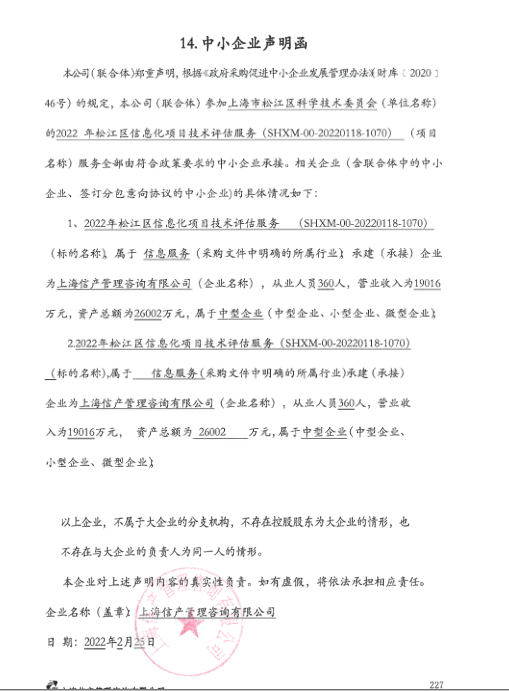 14.中小企业声明函
本公司（联合体）郑重声明，根据《政府采购促进中小企业发展管理办法》（财库﹝2020﹞
46号）的规定，本公司（联合体）参加上海市松江区科学技术委员会（单位名称）
的2022 年松江区信息化项目技术评估服务（SHXM-00-20220118-1070） （项目
名称）服务全部由符合政策要求的中小企业承接。相关企业（含联合体中的中小
企业、签订分包意向协议的中小企业）的具体情况如下：
1、2022年松江区信息化项目技术评估服务 （SHXM-00-20220118-1070）
（标的名称），属于 信息服务（采购文件中明确的所属行业）；承建（承接）企业
为上海信产管理咨询有限公司（企业名称），从业人员360人，营业收入为19016
万元，资产总额为26002万元，属于中型企业（中型企业、小型企业、微型企业）；
2.2022年松江区信息化项目技术评估服务（SHXM-00-20220118-1070）
（标的名称），属于 信息服务（采购文件中明确的所属行业）承建（承接）
企业为上海信产管理咨询有限公司（企业名称），从业人员360人，营业收
入为19016万元， 资产总额为 26002 万元，属于中型企业（中型企业、
小型企业、微型企业）；
以上企业，不属于大企业的分支机构，不存在控股股东为大企业的情形，也
不存在与大企业的负责人为同一人的情形。
本企业对上述声明内容的真实性负责。如有虚假，将依法承担相应责任。
企业名称（盖章）：上海信产管理咨询有限公司
日 期：2022年2月25日
227